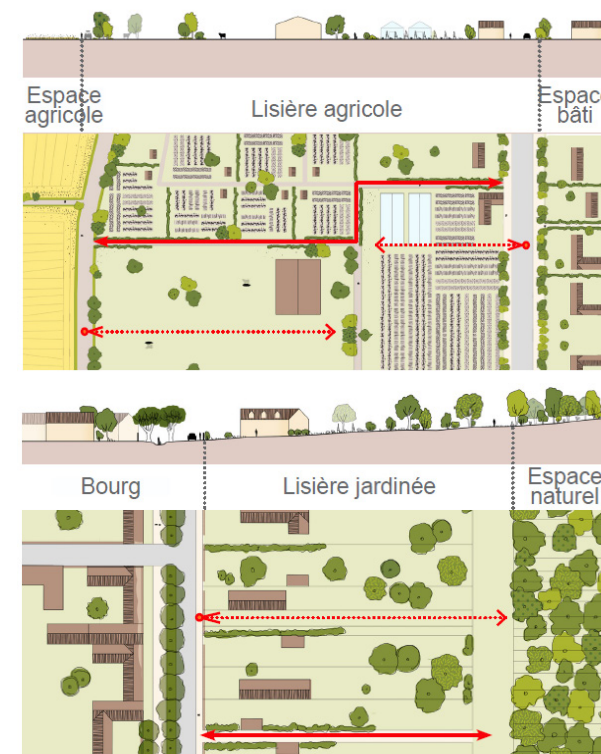 Espace
agricole
Lisière agricole
Espace
bâti
Bourg
Lisière jardinée
Espace
naturel